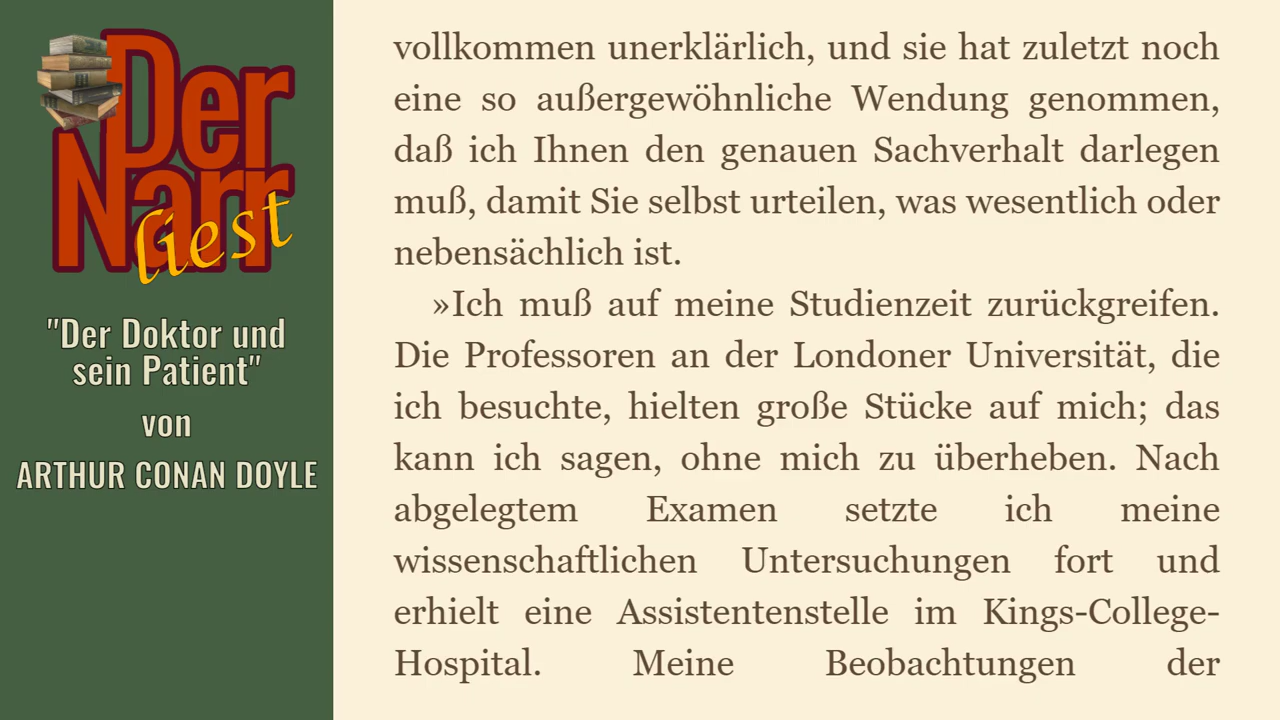 Der
Narr
liest
"Der Doktor und
sein Patient"
von
ARTHUR CONAN DOYLE
vollkommen unerklärlich, und sie hat zuletzt noch
eine so außergewöhnliche Wendung genommen,
daß ich Ihnen den genauen Sachverhalt darlegen
muß, damit Sie selbst urteilen, was wesentlich oder
nebensächlich ist.
»Ich muß auf meine Studienzeit zurückgreifen.
Die Professoren an der Londoner Universität, die
ich besuchte, hielten große Stücke auf mich; das
kann ich sagen, ohne mich zu überheben. Nach
abgelegtem Examen setzte ich meine
wissenschaftlichen Untersuchungen fort und
erhielt eine Assistentenstelle im Kings-College-
Hospital. Meine Beobachtungen der